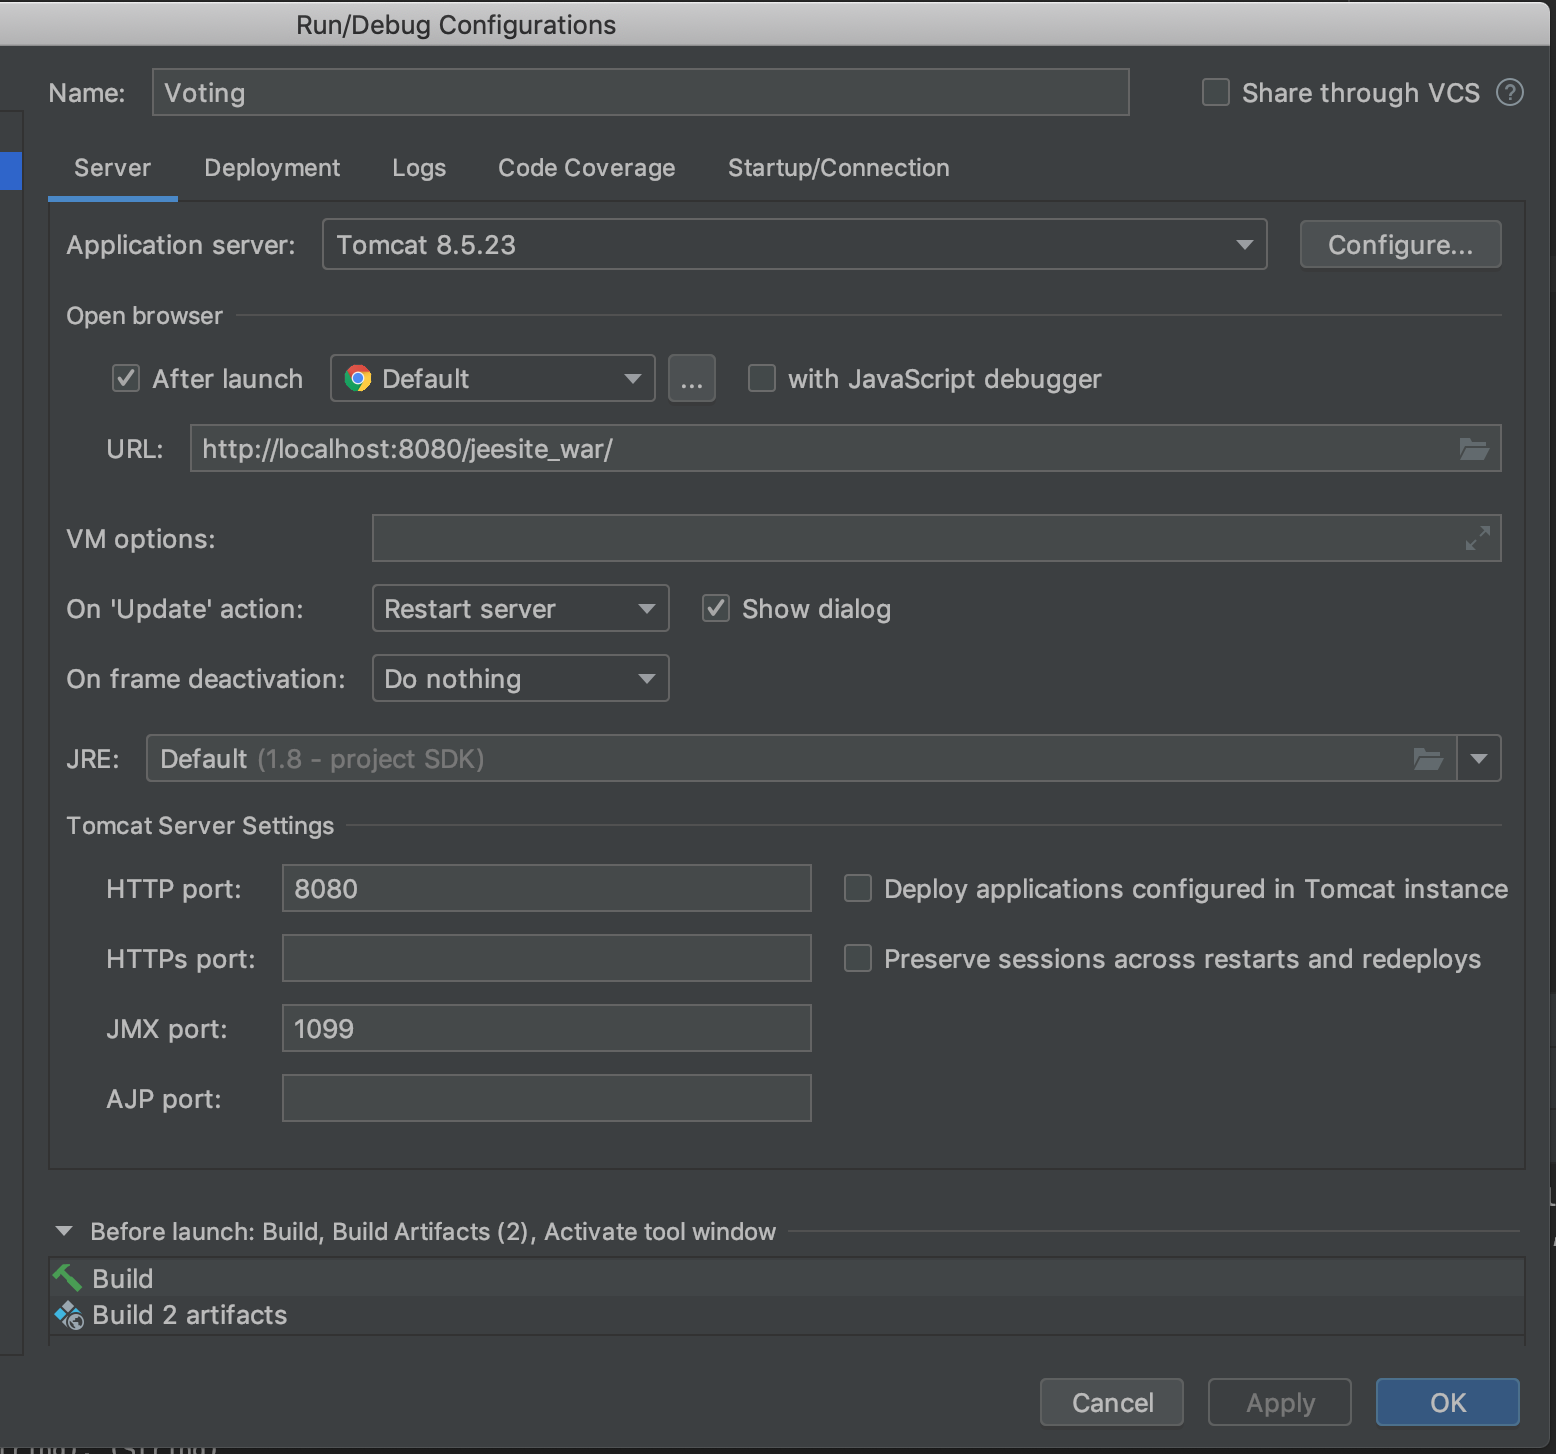 Run/Debug Configurations
Name: Voting Share through VCS ?
Server Deployment Logs Code Coverage Startup/Connection
Application server: Tomcat 8.5.23 Configure...
Open browser
After launch Default ... with JavaScript debugger
URL: http://localhost:8080/jeesite_war/
VM options:
On 'Update' action: Restart server Show dialog
On frame deactivation: Do nothing
JRE: Default (1.8 - project SDK)
Tomcat Server Settings
HTTP port: 8080 Deploy applications configured in Tomcat instance
HTTPs port: Preserve sessions across restarts and redeploys
JMX port: 1099
AJP port:
Before launch: Build, Build Artifacts (2), Activate tool window
Build
Build 2 artifacts
Cancel Apply OK